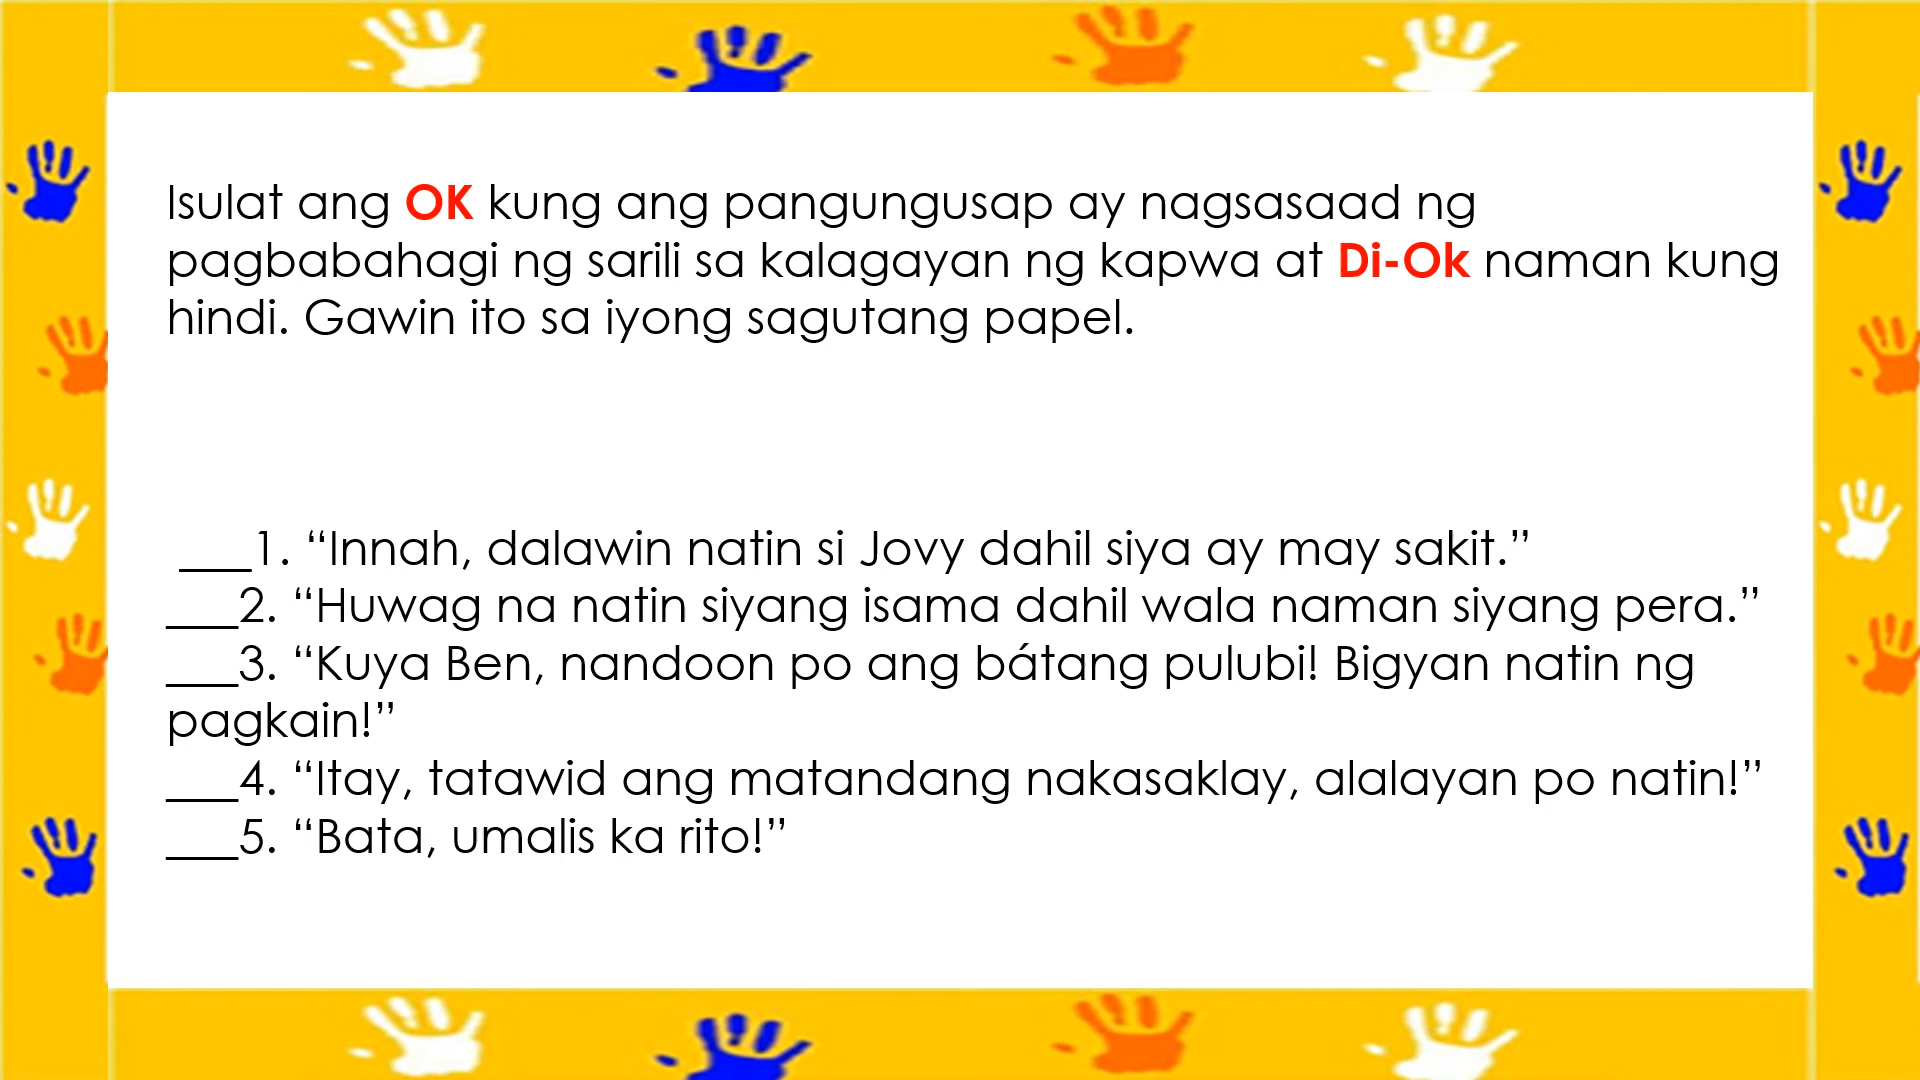 Isulat ang OK kung ang pangungusap ay nagsasaad ng
pagbabahagi ng sarili sa kalagayan ng kapwa at Di-Ok naman kung
hindi. Gawin ito sa iyong sagutang papel.
___1. “Innah, dalawin natin si Jovy dahil siya ay may sakit.”
___2. “Huwag na natin siyang isama dahil wala naman siyang pera.”
___3. “Kuya Ben, nandoon po ang bátang pulubi! Bigyan natin ng
pagkain!”
___4. “Itay, tatawid ang matandang nakasaklay, alalayan po natin!”
___5. “Bata, umalis ka rito!”